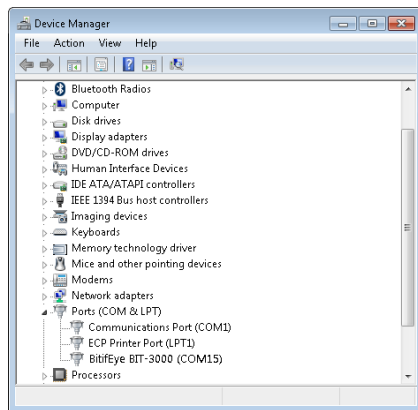 Device Manager
File Action View Help
Bluetooth Radios
Computer
Disk drives
Display adapters
DVD/CD-ROM drives
Human Interface Devices
IDE ATA/ATAPI controllers
IEEE 1394 Bus host controllers
Imaging devices
Keyboards
Memory technology driver
Mice and other pointing devices
Modems
Network adapters
Ports (COM & LPT)
Communications Port (COM1)
ECP Printer Port (LPT1)
BitifEye BIT-3000 (COM15)
Processors